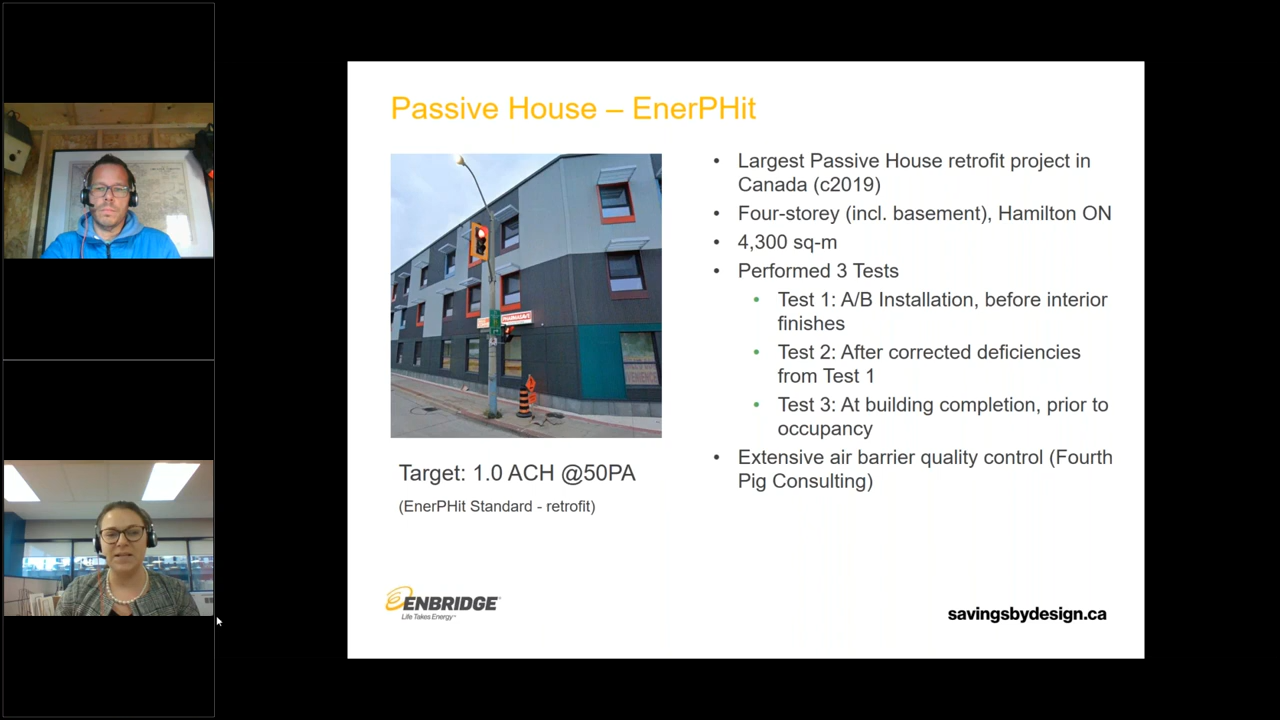 Passive House – EnerPHit
• Largest Passive House retrofit project in
Canada (c2019)
• Four-storey (incl. basement), Hamilton ON
• 4,300 sq-m
• Performed 3 Tests
• Test 1: A/B Installation, before interior
finishes
• Test 2: After corrected deficiencies
from Test 1
• Test 3: At building completion, prior to
occupancy
• Extensive air barrier quality control (Fourth
Pig Consulting)
Target: 1.0 ACH @50PA
(EnerPHit Standard - retrofit)
ENBRIDGE
Life Takes Energy™
savingsbydesign.ca